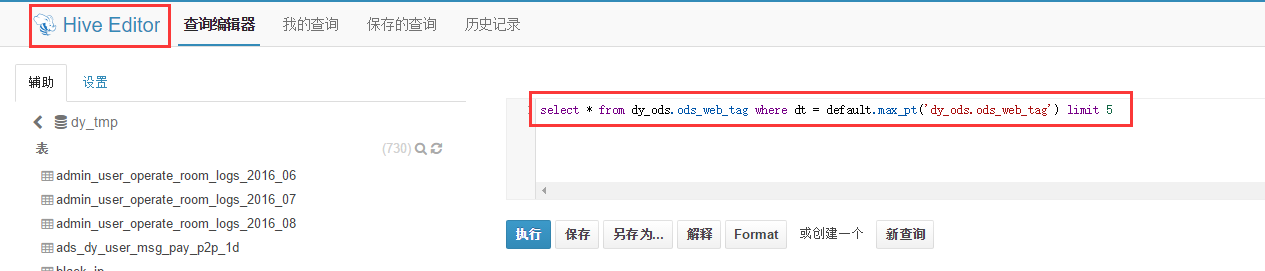 Hive Editor 查询编辑器 我的查询 保存的查询 历史记录
辅助 设置
dy_tmp
表 (730)
admin_user_operate_room_logs_2016_06
admin_user_operate_room_logs_2016_07
admin_user_operate_room_logs_2016_08
ads_dy_user_msg_pay_p2p_1d
black_ip
select * from dy_ods.ods_web_tag where dt = default.max_pt('dy_ods.ods_web_tag') limit 5
执行 保存 另存为... 解释 Format 或创建一个 新查询